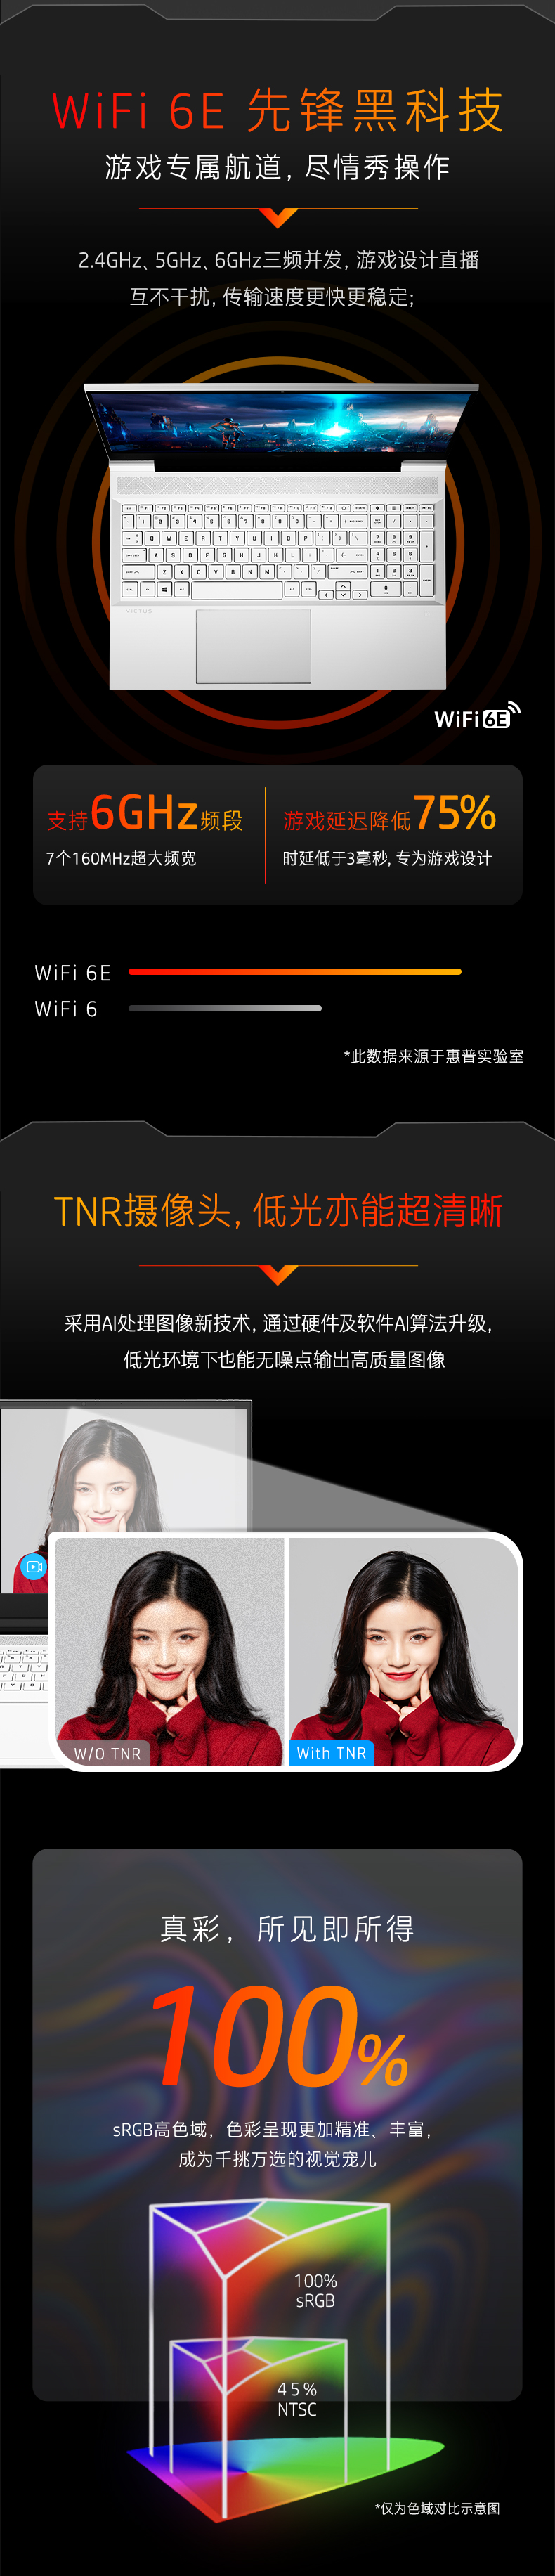 WiFi 6E 先锋黑科技
游戏专属航道, 尽情秀操作
2.4GHz、5GHz、6GHz三频并发, 游戏设计直播
互不干扰, 传输速度更快更稳定;
VICTUS
WiFi 6E
支持6GHz频段
7个160MHz超大频宽
游戏延迟降低75%
时延低于3毫秒, 专为游戏设计
WiFi 6E
WiFi 6
*此数据来源于惠普实验室
TNR摄像头, 低光亦能超清晰
采用AI处理图像新技术, 通过硬件及软件AI算法升级,
低光环境下也能无噪点输出高质量图像
W/O TNR
With TNR
真彩, 所见即所得
100%
sRGB高色域, 色彩呈现更加精准、丰富,
成为千挑万选的视觉宠儿
100%
sRGB
45%
NTSC
*仅为色域对比示意图